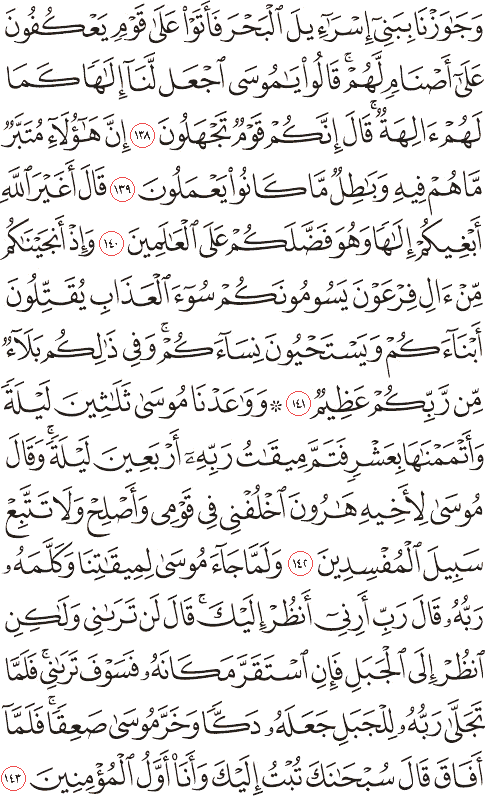 وَجَٰوَزْنَا بِبَنِىٓ إِسْرَٰٓءِيلَ ٱلْبَحْرَ فَأَتَوْا۟ عَلَىٰ قَوْمٍ يَعْكُفُونَ
عَلَىٰٓ أَصْنَامٍ لَّهُمْ ۚ قَالُوا۟ يَٰمُوسَى ٱجْعَل لَّنَآ إِلَٰهًا كَمَا
لَهُمْ ءَالِهَةٌ ۚ قَالَ إِنَّكُمْ قَوْمٌ تَجْهَلُونَ ١٣٨ إِنَّ هَٰٓؤُلَآءِ مُتَبَّرٌ
مَّا هُمْ فِيهِ وَبَٰطِلٌ مَّا كَانُوا۟ يَعْمَلُونَ ١٣٩ قَالَ أَغَيْرَ ٱللَّهِ
أَبْغِيكُمْ إِلَٰهًا وَهُوَ فَضَّلَكُمْ عَلَى ٱلْعَٰلَمِينَ ١٤٠ وَإِذْ أَنجَيْنَٰكُم
مِّنْ ءَالِ فِرْعَوْنَ يَسُومُونَكُمْ سُوٓءَ ٱلْعَذَابِ يُقَتِّلُونَ
أَبْنَآءَكُمْ وَيَسْتَحْيُونَ نِسَآءَكُمْ ۚ وَفِى ذَٰلِكُم بَلَآءٌ
مِّن رَّبِّكُمْ عَظِيمٌ ١٤١ ۞ وَوَٰعَدْنَا مُوسَىٰ ثَلَٰثِينَ لَيْلَةً
وَأَتْمَمْنَٰهَا بِعَشْرٍ فَتَمَّ مِيقَٰتُ رَبِّهِۦٓ أَرْبَعِينَ لَيْلَةً ۚ وَقَالَ
مُوسَىٰ لِأَخِيهِ هَٰرُونَ ٱخْلُفْنِى فِى قَوْمِى وَأَصْلِحْ وَلَا تَتَّبِعْ
سَبِيلَ ٱلْمُفْسِدِينَ ١٤٢ وَلَمَّا جَآءَ مُوسَىٰ لِمِيقَٰتِنَا وَكَلَّمَهُۥ
رَبُّهُۥ قَالَ رَبِّ أَرِنِىٓ أَنظُرْ إِلَيْكَ ۚ قَالَ لَن تَرَىٰنِى وَلَٰكِنِ
ٱنظُرْ إِلَى ٱلْجَبَلِ فَإِنِ ٱسْتَقَرَّ مَكَانَهُۥ فَسَوْفَ تَرَىٰنِى ۚ فَلَمَّا
تَجَلَّىٰ رَبُّهُۥ لِلْجَبَلِ جَعَلَهُۥ دَكًّا وَخَرَّ مُوسَىٰ صَعِقًا ۚ فَلَمَّآ
أَفَاقَ قَالَ سُبْحَٰنَكَ تُبْتُ إِلَيْكَ وَأَنَا۠ أَوَّلُ ٱلْمُؤْمِنِينَ ١٤٣